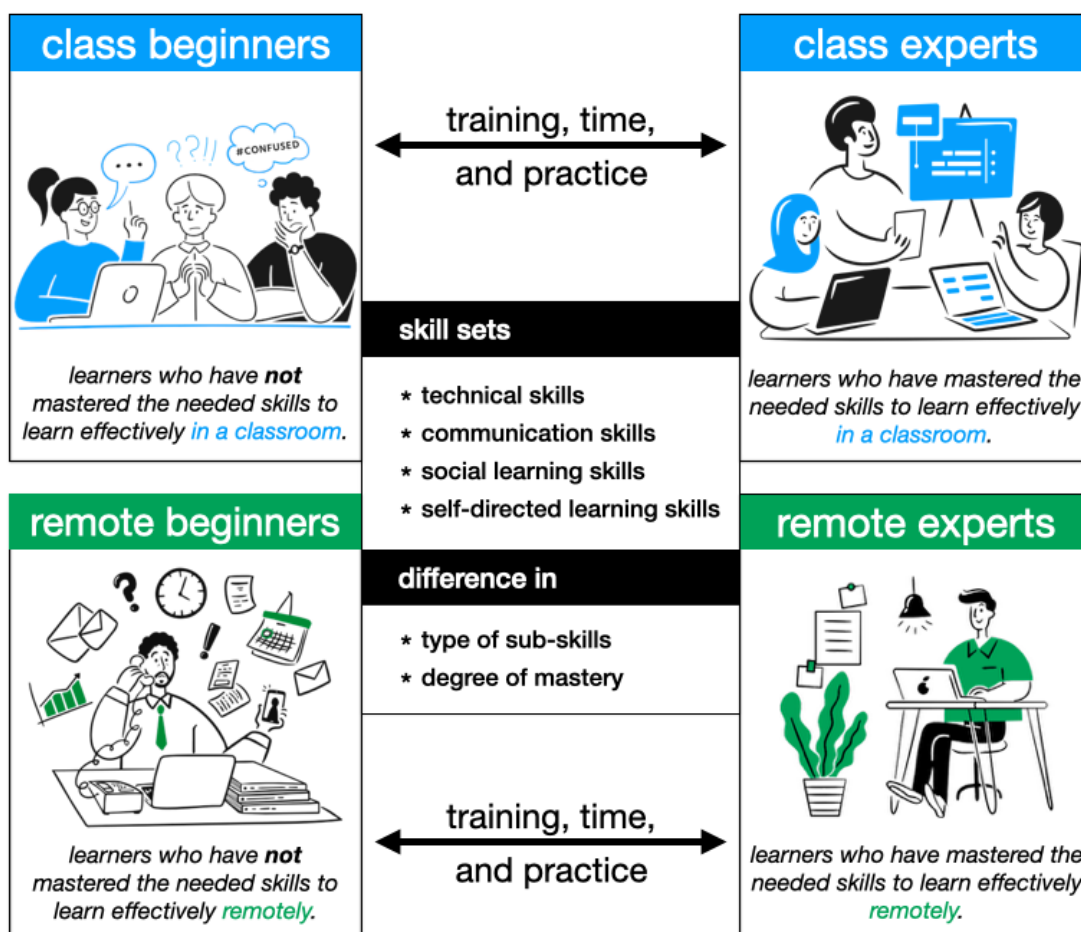 class beginners
...
??!!
#CONFUSED
learners who have not
mastered the needed skills to
learn effectively in a classroom.
training, time,
and practice
class experts
learners who have mastered the
needed skills to learn effectively
in a classroom.
skill sets
* technical skills
* communication skills
* social learning skills
* self-directed learning skills
difference in
* type of sub-skills
* degree of mastery
remote beginners
?
!
learners who have not
mastered the needed skills to
learn effectively remotely.
training, time,
and practice
remote experts
learners who have mastered the
needed skills to learn effectively
remotely.